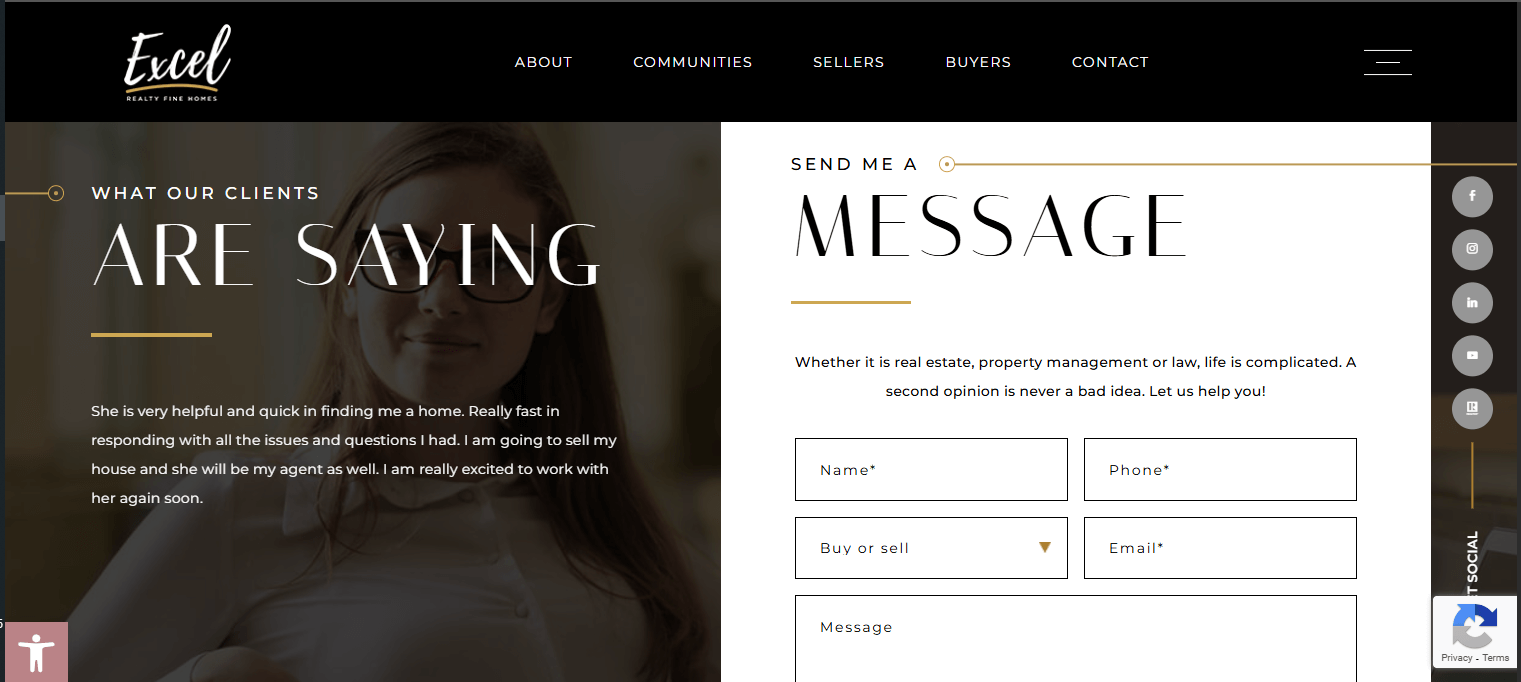 Excel
REALTY FINE HOMES
ABOUT
COMMUNITIES
SELLERS
BUYERS
CONTACT
WHAT OUR CLIENTS
ARE SAYING
She is very helpful and quick in finding me a home. Really fast in
responding with all the issues and questions I had. I am going to sell my
house and she will be my agent as well. I am really excited to work with
her again soon.
SEND ME A
MESSAGE
Whether it is real estate, property management or law, life is complicated. A
second opinion is never a bad idea. Let us help you!
Name*
Phone*
Buy or sell
Email*
Message
SOCIAL
Privacy - Terms